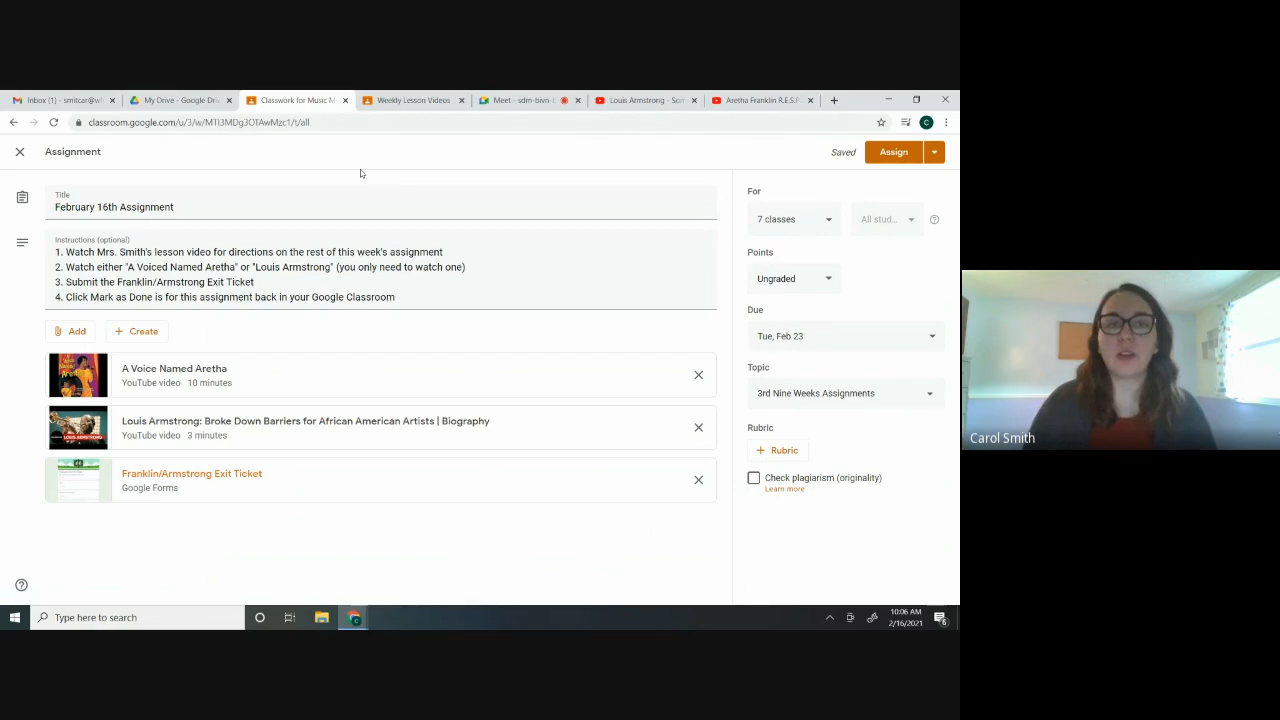 Inbox (1) - smitcar@w
My Drive - Google Dri
Classwork for Music M
Weekly Lesson Videos
Meet - sdm-bivn-
Louis Armstrong - Son
Aretha Franklin R.E.S.P
classroom.google.com/u/3/w/MTI3MDg3OTAwMzc1/t/all
C
Assignment
Saved
Assign
Title
February 16th Assignment
Instructions (optional)
1. Watch Mrs. Smith's lesson video for directions on the rest of this week's assignment
2. Watch either "A Voiced Named Aretha" or "Louis Armstrong" (you only need to watch one)
3. Submit the Franklin/Armstrong Exit Ticket
4. Click Mark as Done is for this assignment back in your Google Classroom
Add
Create
A Voice Named Aretha
YouTube video 10 minutes
Louis Armstrong: Broke Down Barriers for African American Artists | Biography
YouTube video 3 minutes
Franklin/Armstrong Exit Ticket
Google Forms
For
7 classes
All stud...
Points
Ungraded
Due
Tue, Feb 23
Topic
3rd Nine Weeks Assignments
Rubric
Rubric
Check plagiarism (originality)
Learn more
Carol Smith
Type here to search
10:06 AM
2/16/2021
6